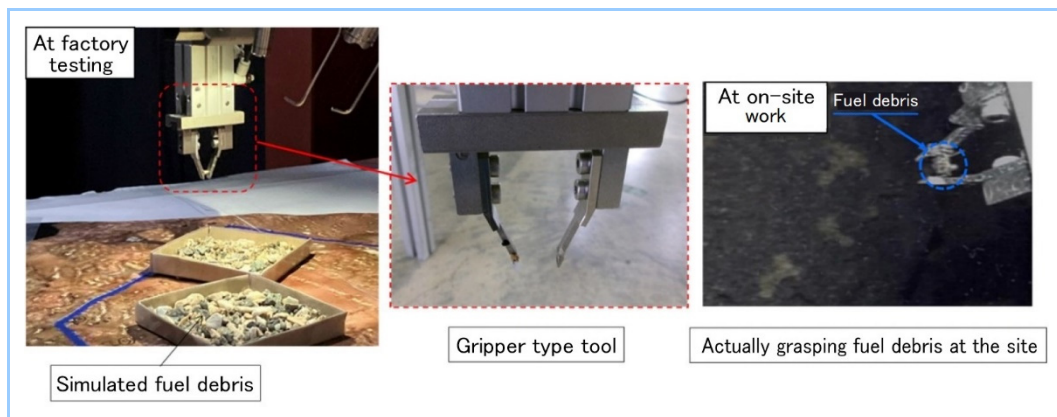 At factory
testing
Simulated fuel debris
Gripper type tool
At on-site
work
Fuel debris
Actually grasping fuel debris at the site